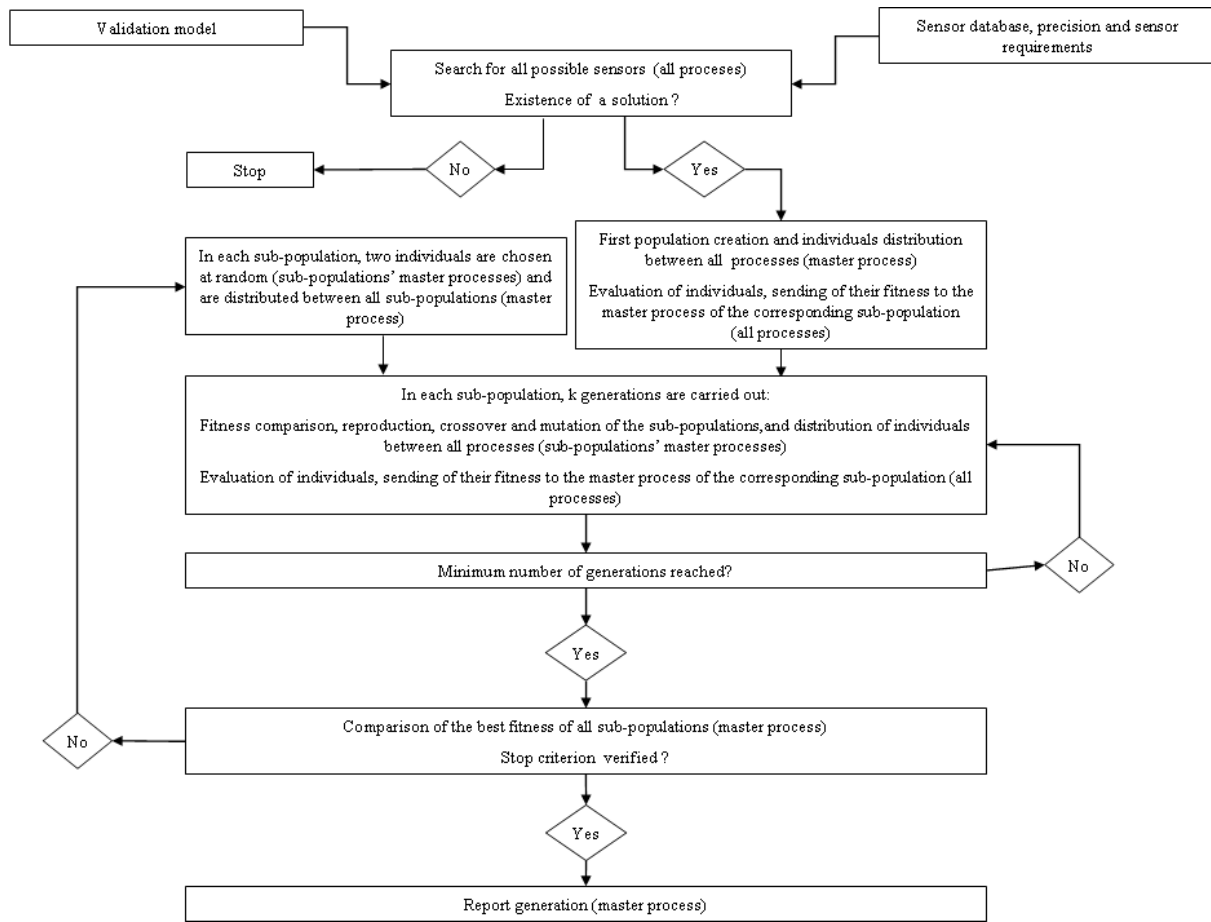 Validation model
Sensor database, precision and sensor
requirements
Search for all possible sensors (all proceses)
Existence of a solution ?
No
Yes
Stop
In each sub-population, two individuals are chosen
at random (sub-populations’ master processes) and
are distributed between all sub-populations (master
process)
First population creation and individuals distribution
between all processes (master process)
Evaluation of individuals, sending of their fitness to the
master process of the corresponding sub-population
(all processes)
In each sub-population, k generations are carried out:
Fitness comparison, reproduction, crossover and mutation of the sub-populations,and distribution of individuals
between all processes (sub-populations’ master processes)
Evaluation of individuals, sending of their fitness to the master process of the corresponding sub-population (all
processes)
Minimum number of generations reached?
No
Yes
Comparison of the best fitness of all sub-populations (master process)
Stop criterion verified ?
No
Yes
Report generation (master process)